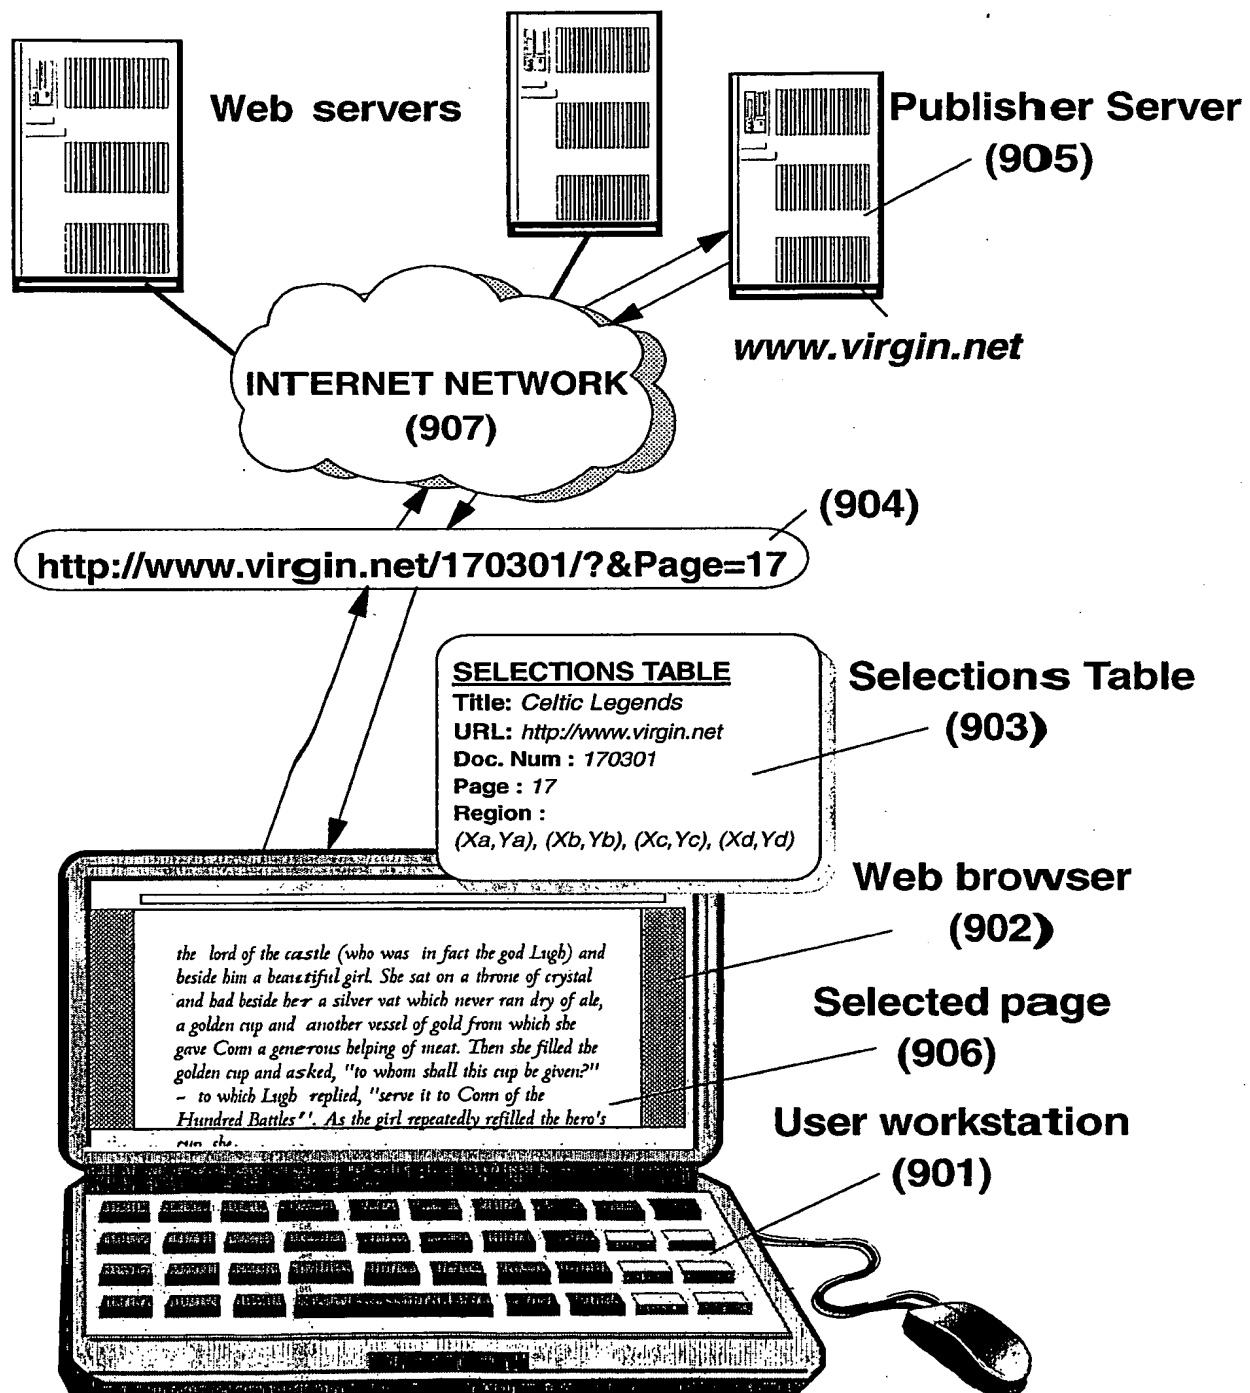 Web servers
Publisher Server
(905)
www.virgin.net
INTERNET NETWORK
(907)
(904)
http://www.virgin.net/170301/?&Page=17
SELECTIONS TABLE
Title: Celtic Legends
URL: http://www.virgin.net
Doc. Num : 170301
Page : 17
Region :
(Xa,Ya), (Xb,Yb), (Xc,Yc), (Xd,Yd)
Selections Table
(903)
Web browser
(902)
Selected page
(906)
User workstation
(901)
the lord of the castle (who was in fact the god Lugh) and
beside him a beautiful girl. She sat on a throne of crystal
and had beside her a silver vat which never ran dry of ale,
a golden cup and another vessel of gold from which she
gave Conn a generous helping of meat. Then she filled the
golden cup and asked, "to whom shall this cup be given?"
– to which Lugh replied, "serve it to Conn of the
Hundred Battles". As the girl repeatedly refilled the hero's
cup, she